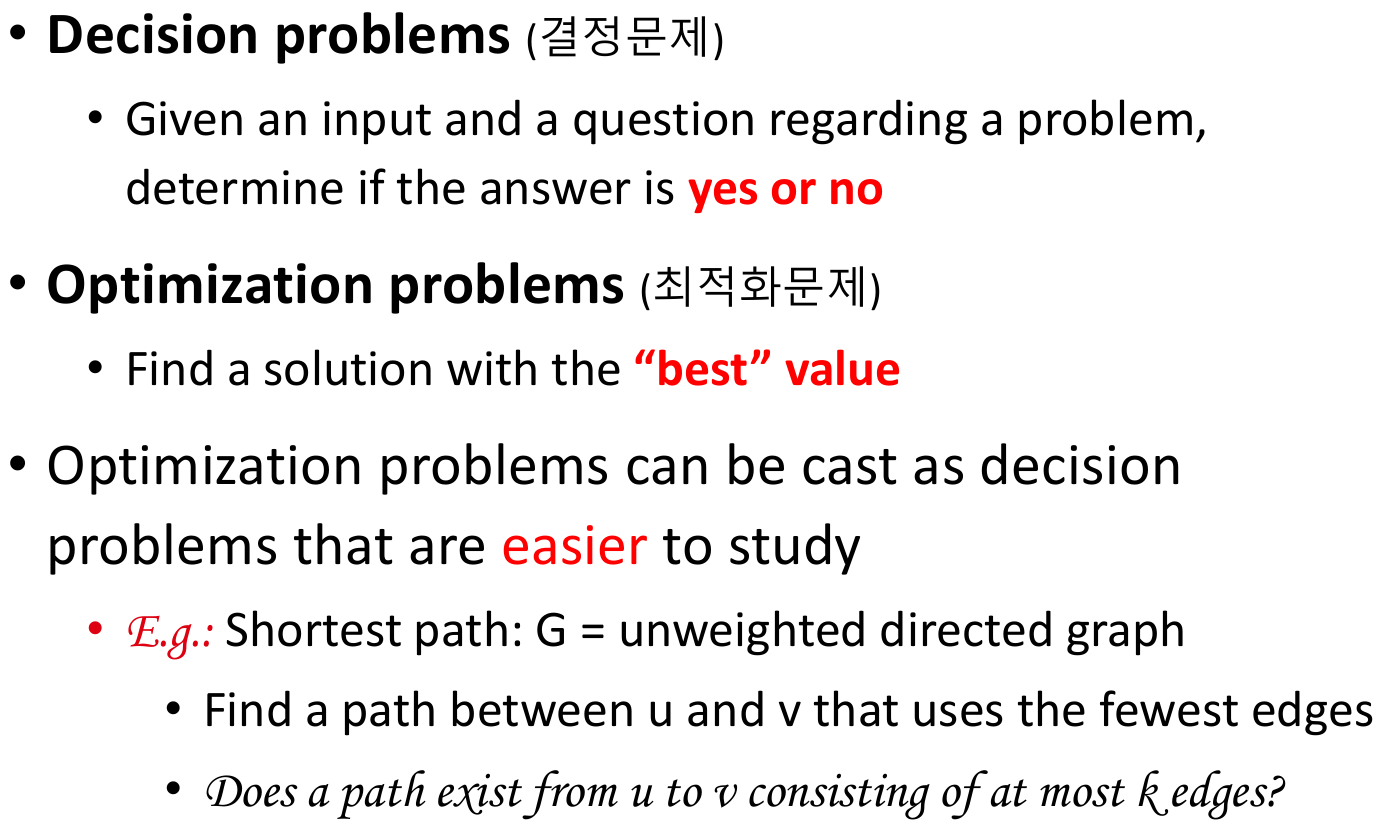 • Decision problems (결정문제)
• Given an input and a question regarding a problem,
determine if the answer is yes or no
• Optimization problems (최적화문제)
• Find a solution with the “best” value
• Optimization problems can be cast as decision
problems that are easier to study
• E.g.: Shortest path: G = unweighted directed graph
• Find a path between u and v that uses the fewest edges
• Does a path exist from u to v consisting of at most k edges?